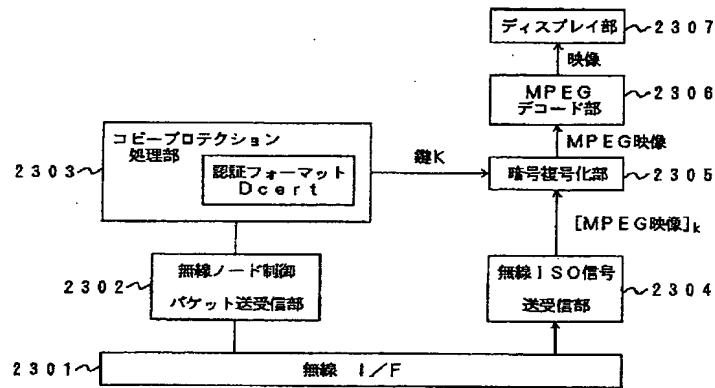 ディスプレイ部
2307
映像
MPEG
デコード部
2306
MPEG映像
コピープロテクション
処理部
認証フォーマット
Dcert
2303
鍵K
暗号復号化部
2305
[MPEG映像]k
無線ノード制御
パケット送受信部
2302
無線ISO信号
送受信部
2304
無線 I/F
2301